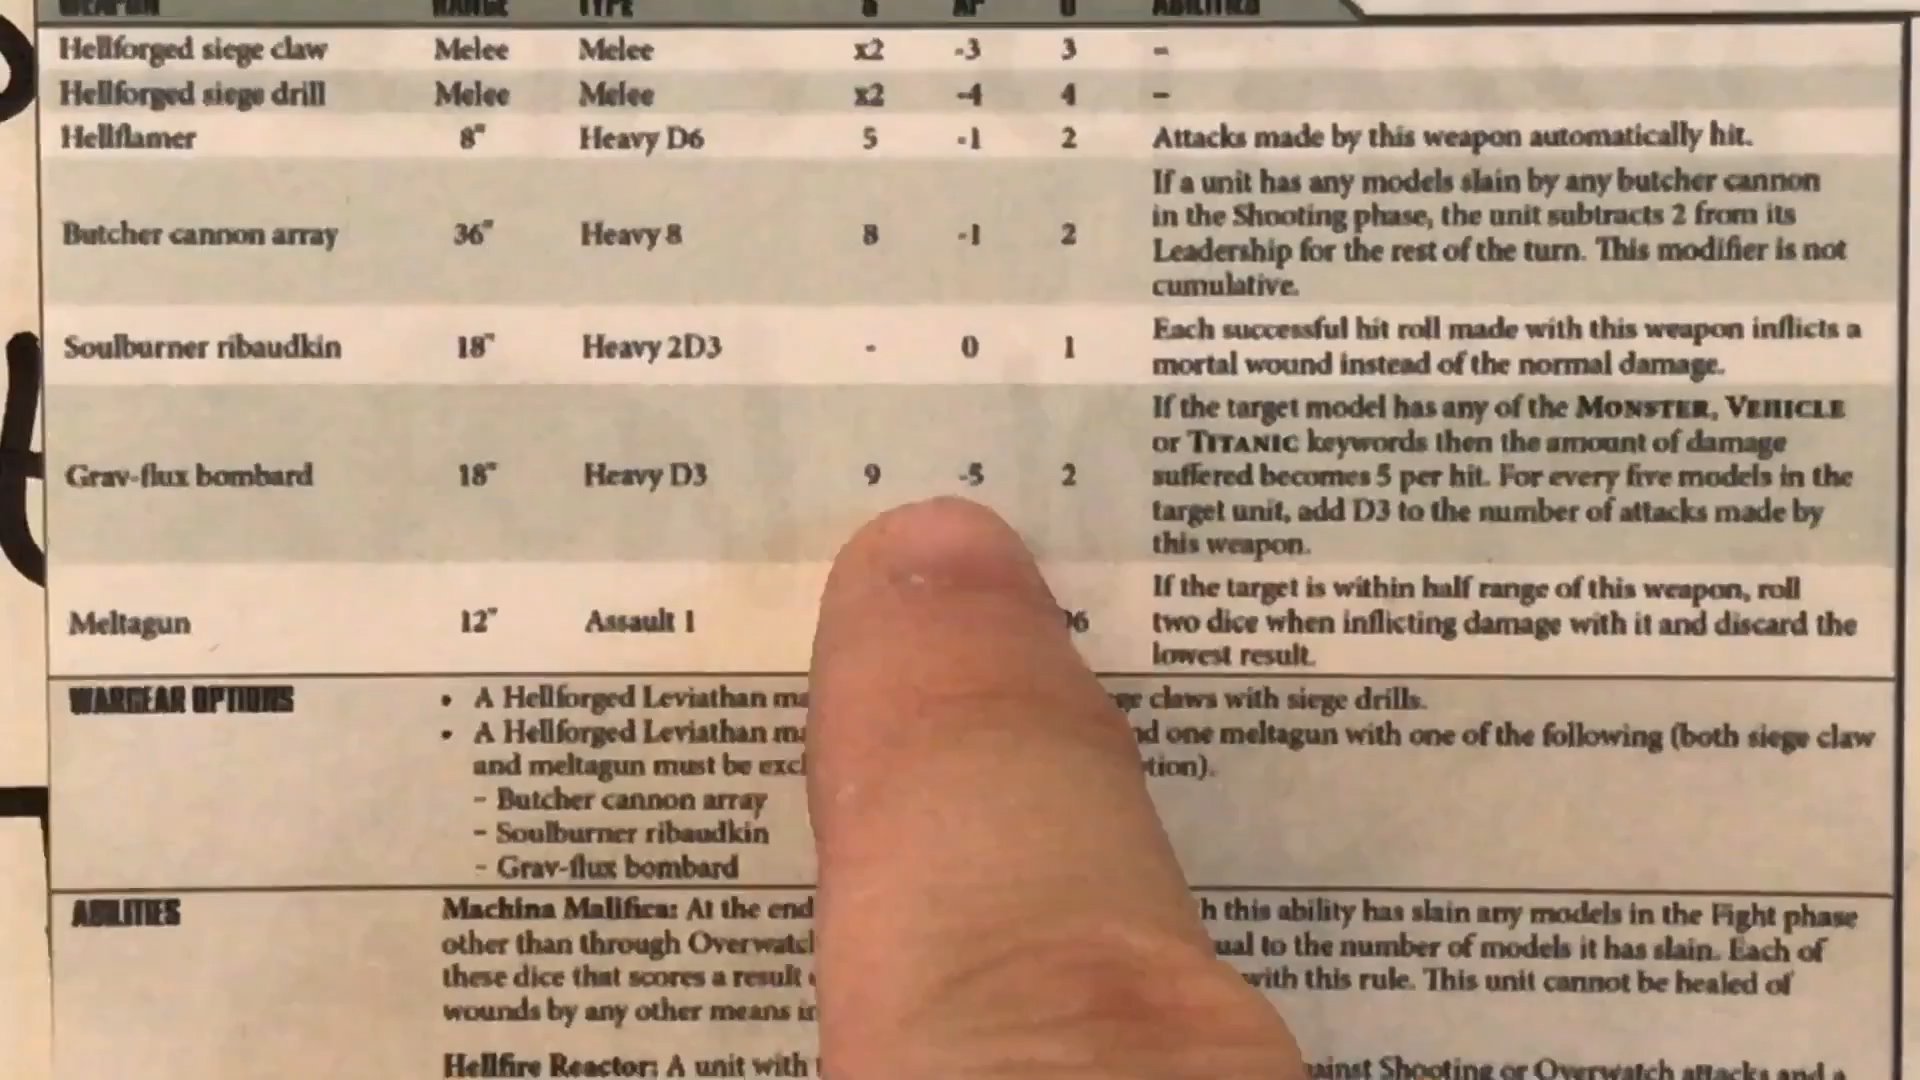 WEAPON RANGE TYPE S AP D ABILITIES
Hellforged siege claw Melee Melee x2 -3 3 -
Hellforged siege drill Melee Melee x2 -4 4 -
Hellflamer 8" Heavy D6 5 -1 2 Attacks made by this weapon automatically hit.
If a unit has any models slain by any butcher cannon
in the Shooting phase, the unit subtracts 2 from its
Butcher cannon array 36" Heavy 8 8 -1 2
Leadership for the rest of the turn. This modifier is not
cumulative.
Soulburner ribaudkin 18" Heavy 2D3 - 0 1 Each successful hit roll made with this weapon inflicts a
mortal wound instead of the normal damage.
If the target model has any of the MONSTER, VEHICLE
or TITANIC keywords then the amount of damage
Grav-flux bombard 18" Heavy D3 9 -5 2 suffered becomes 5 per hit. For every five models in the
target unit, add D3 to the number of attacks made by
this weapon.
If the target is within half range of this weapon, roll
Meltagun 12" Assault 1 6 two dice when inflicting damage with it and discard the
lowest result.
WARGEAR OPTIONS • A Hellforged Leviathan claws with siege drills.
• A Hellforged Leviathan one meltagun with one of the following (both siege claw
and meltagun must be
- Butcher cannon array
- Soulburner ribaudkin
- Grav-flux bombard
ABILITIES Machina Malifica: At the end this ability has slain any models in the Fight phase
other than through to the number of models it has slain. Each of
these dice that scores a result with this rule. This unit cannot be healed of
wounds by any other means
Hellfire Reactor: A unit with Shooting or Overwatch attacks and a